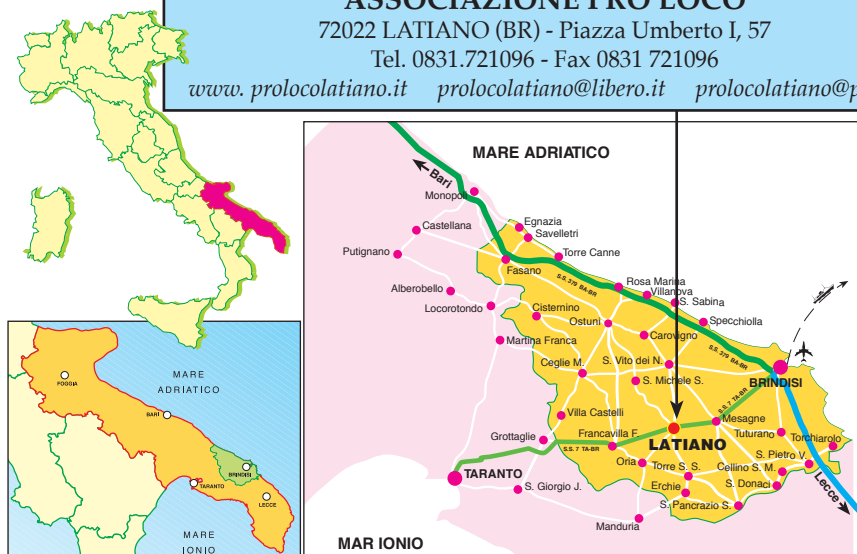 ASSOCIAZIONE PRO LOCO
72022 LATIANO (BR) - Piazza Umberto I, 57
Tel. 0831.721096 - Fax 0831 721096
www. prolocolatiano.it prolocolatiano@libero.it prolocolatiano@p
MARE ADRIATICO
Bari
Monopoli
Egnazia
Castellana
Savelletri
Putignano
Torre Canne
Fasano
S.S. 379 BA-BR
Rosa Marina
Alberobello
Villanova
Locorotondo
S. Sabina
Cisternino
Ostuni
Specchiolla
Carovigno
Martina Franca
S.S. 379 BA-BR
Ceglie M.
S. Vito dei N.
S. Michele S.
BRINDISI
S.S. 7 TA-BR
Villa Castelli
Mesagne
Grottaglie
Francavilla F.
LATIANO
Tuturano
Torchiarolo
S.S. 7 TA-BR
Oria
S. Pietro V.
TARANTO
Torre S. S.
Cellino S. M.
S. Giorgio J.
Erchie
S. Donaci
Lecce
S. Pancrazio S.
Manduria
MAR IONIO
MARE
ADRIATICO
FOGGIA
BARI
BRINDISI
TARANTO
LECCE
MARE
IONIO